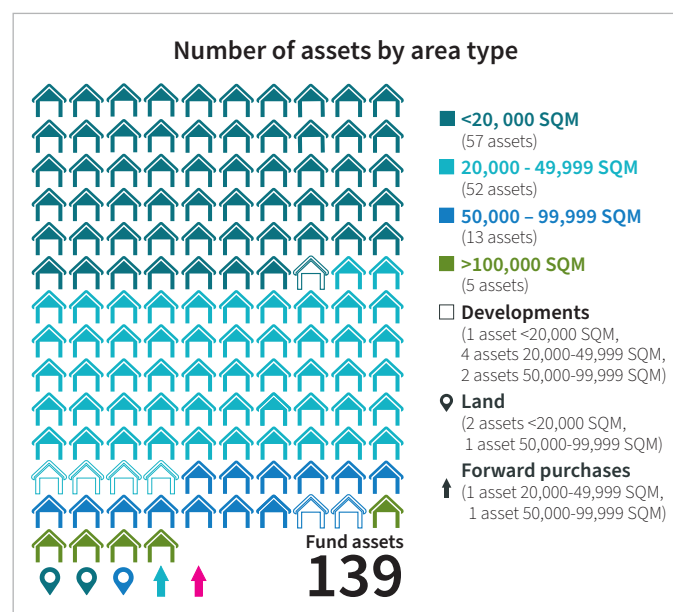 Number of assets by area type
<20, 000 SQM
(57 assets)
20,000 - 49,999 SQM
(52 assets)
50,000 – 99,999 SQM
(13 assets)
>100,000 SQM
(5 assets)
Developments
(1 asset <20,000 SQM,
4 assets 20,000-49,999 SQM,
2 assets 50,000-99,999 SQM)
Land
(2 assets <20,000 SQM,
1 asset 50,000-99,999 SQM)
Forward purchases
(1 asset 20,000-49,999 SQM,
1 asset 50,000-99,999 SQM)
Fund assets
139